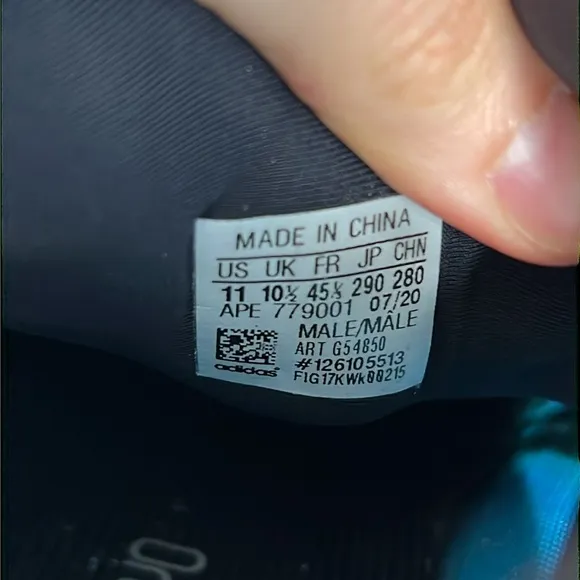 MADE IN CHINA
US UK FR JP CHN
11 10½ 45⅓ 290 280
APE 779001 07/20
MALE/MÂLE
ART G54850
#126105513
adidas
FIG17KWk00215